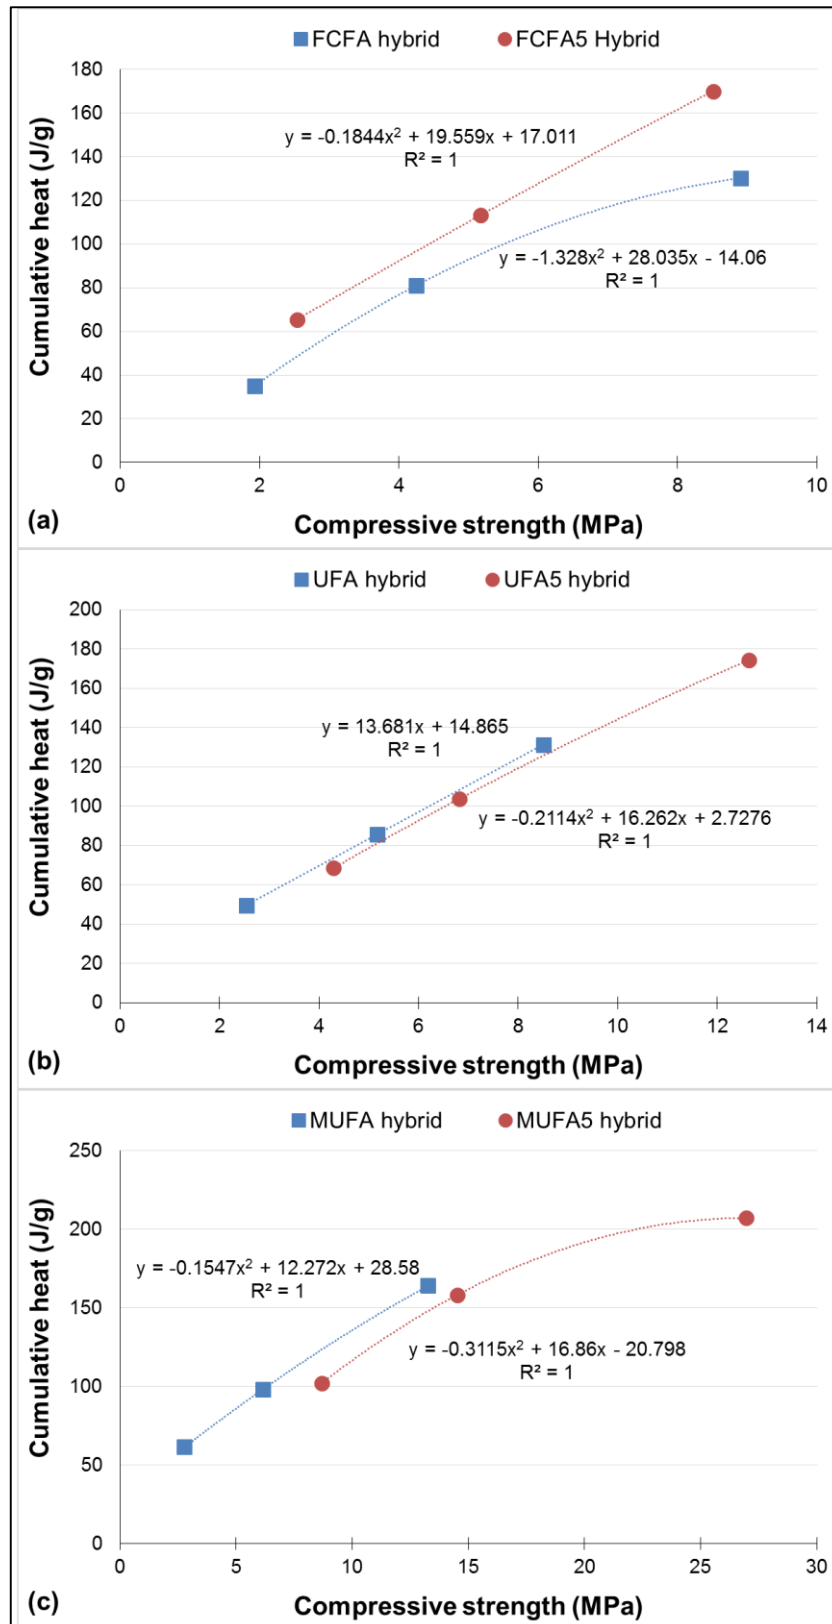 FCFA hybrid FCFA5 Hybrid
180
160
140
120
100
80
60
40
20
0
Cumulative heat (J/g)
y = -0.1844x² + 19.559x + 17.011
R² = 1
y = -1.328x² + 28.035x - 14.06
R² = 1
0 2 4 6 8 10
(a) Compressive strength (MPa)
UFA hybrid UFA5 hybrid
200
180
160
140
120
100
80
60
40
20
0
Cumulative heat (J/g)
y = 13.681x + 14.865
R² = 1
y = -0.2114x² + 16.262x + 2.7276
R² = 1
0 2 4 6 8 10 12 14
(b) Compressive strength (MPa)
MUFA hybrid MUFA5 hybrid
250
200
150
100
50
0
Cumulative heat (J/g)
y = -0.1547x² + 12.272x + 28.58
R² = 1
y = -0.3115x² + 16.86x - 20.798
R² = 1
0 5 10 15 20 25 30
(c) Compressive strength (MPa)